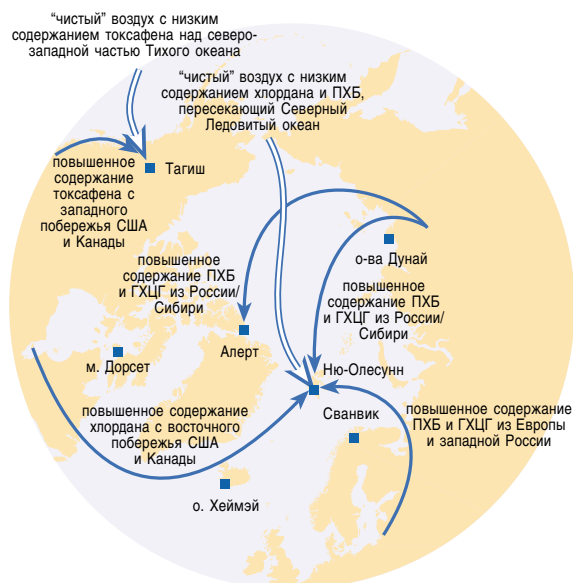 “чистый” воздух с низким
содержанием токсафена над северо-
западной частью Тихого океана
“чистый” воздух с низким
содержанием хлордана и ПХБ,
пересекающий Северный
Ледовитый океан
Тагиш
повышенное
содержание
токсафена с
западного
побережья США
и Канады
о-ва Дунай
повышенное
содержание ПХБ
и ГХЦГ из России/
Сибири
повышенное
содержание ПХБ
и ГХЦГ из России/
Сибири
Алерт
м. Дорсет
Ню-Олесунн
Сванвик
повышенное содержание
хлордана с восточного
побережья США
и Канады
повышенное содержание
ПХБ и ГХЦГ из Европы
и западной России
о. Хеймэй